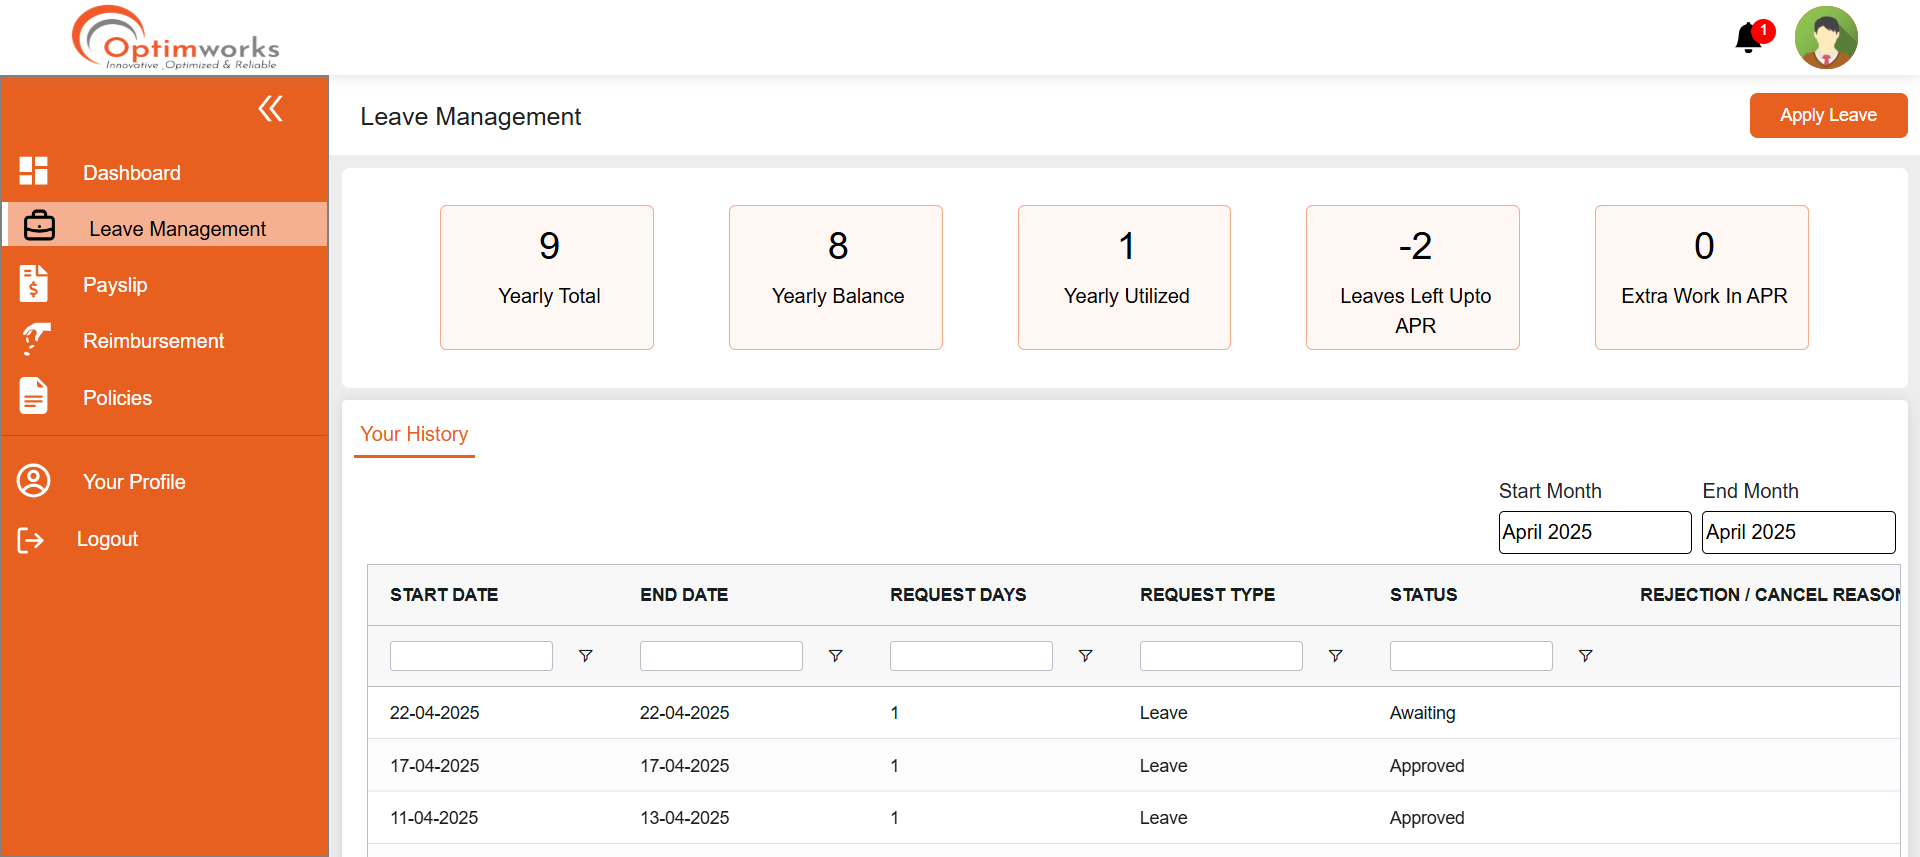 Optimworks
Innovative ,Optimized & Reliable
1
Leave Management
Apply Leave
Dashboard
Leave Management
Payslip
Reimbursement
Policies
Your Profile
Logout
9
Yearly Total
8
Yearly Balance
1
Yearly Utilized
-2
Leaves Left Upto
APR
0
Extra Work In APR
Your History
Start Month End Month
April 2025 April 2025
START DATE END DATE REQUEST DAYS REQUEST TYPE STATUS REJECTION / CANCEL REASON
22-04-2025 22-04-2025 1 Leave Awaiting
17-04-2025 17-04-2025 1 Leave Approved
11-04-2025 13-04-2025 1 Leave Approved